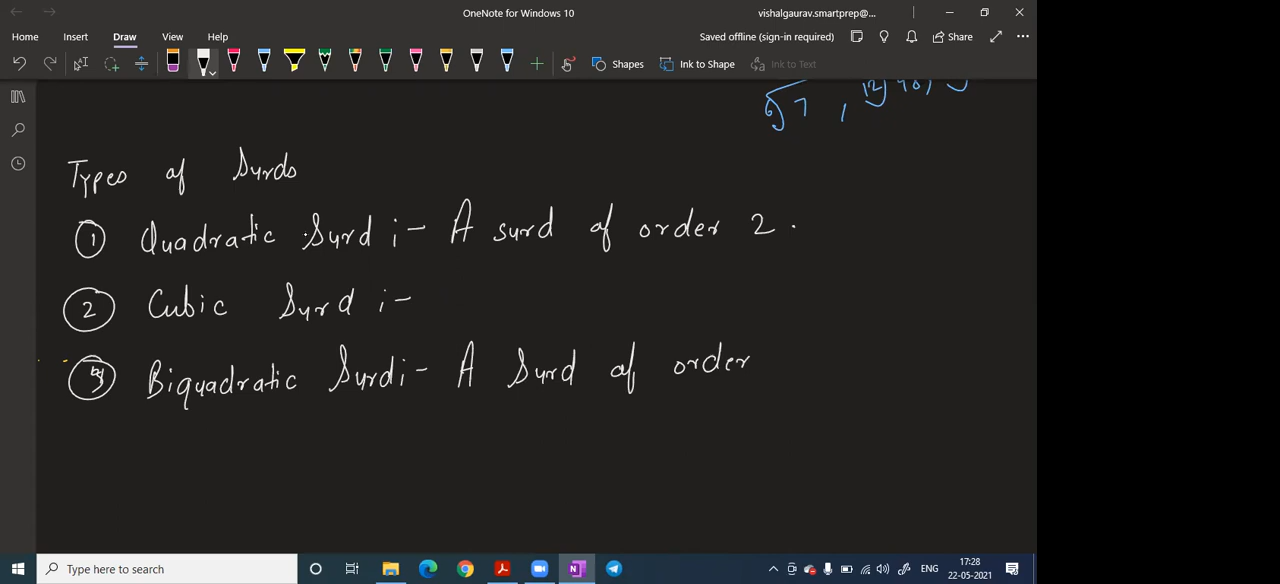 OneNote for Windows 10
vishalgaurav.smartprep@...
Home Insert Draw View Help
Saved offline (sign-in required) Share
Shapes Ink to Shape Ink to Text
6√7 ,
Types of Surds
① Quadratic Surd :- A surd of order 2.
② Cubic Surd :-
Biquadratic Surd :- A Surd of order
Type here to search
ENG
17:28
22-05-2021